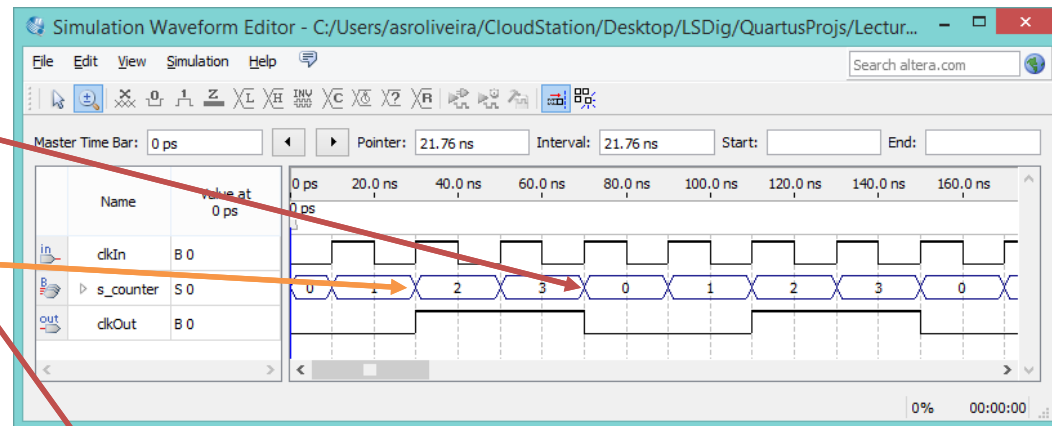 Simulation Waveform Editor - C:/Users/asroliveira/CloudStation/Desktop/LSDig/QuartusProjs/Lectur...
File Edit View Simulation Help
Search altera.com
Master Time Bar: 0 ps Pointer: 21.76 ns Interval: 21.76 ns Start: End:
Name Value at 0 ps
0 ps 20.0 ns 40.0 ns 60.0 ns 80.0 ns 100.0 ns 120.0 ns 140.0 ns 160.0 ns
0 ps
in clkIn B 0
B s_counter S 0 0 1 2 3 0 1 2 3 0
out clkOut B 0
0% 00:00:00